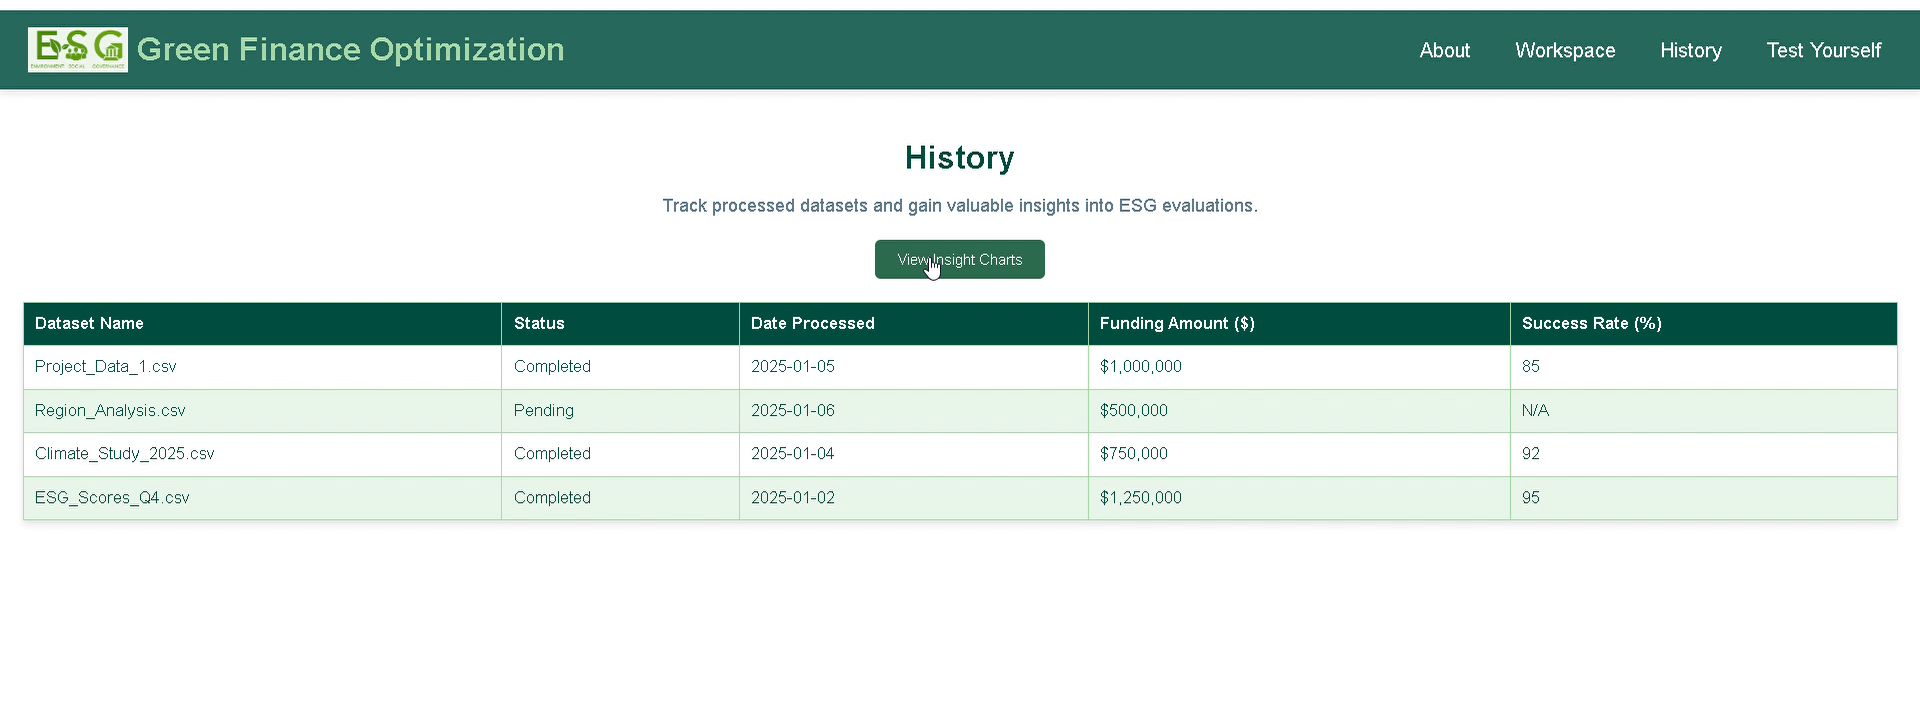 ESG
ENVIRONMENT SOCIAL GOVERNANCE
Green Finance Optimization
About Workspace History Test Yourself
History
Track processed datasets and gain valuable insights into ESG evaluations.
View Insight Charts
Dataset Name Status Date Processed Funding Amount ($) Success Rate (%)
Project_Data_1.csv Completed 2025-01-05 $1,000,000 85
Region_Analysis.csv Pending 2025-01-06 $500,000 N/A
Climate_Study_2025.csv Completed 2025-01-04 $750,000 92
ESG_Scores_Q4.csv Completed 2025-01-02 $1,250,000 95